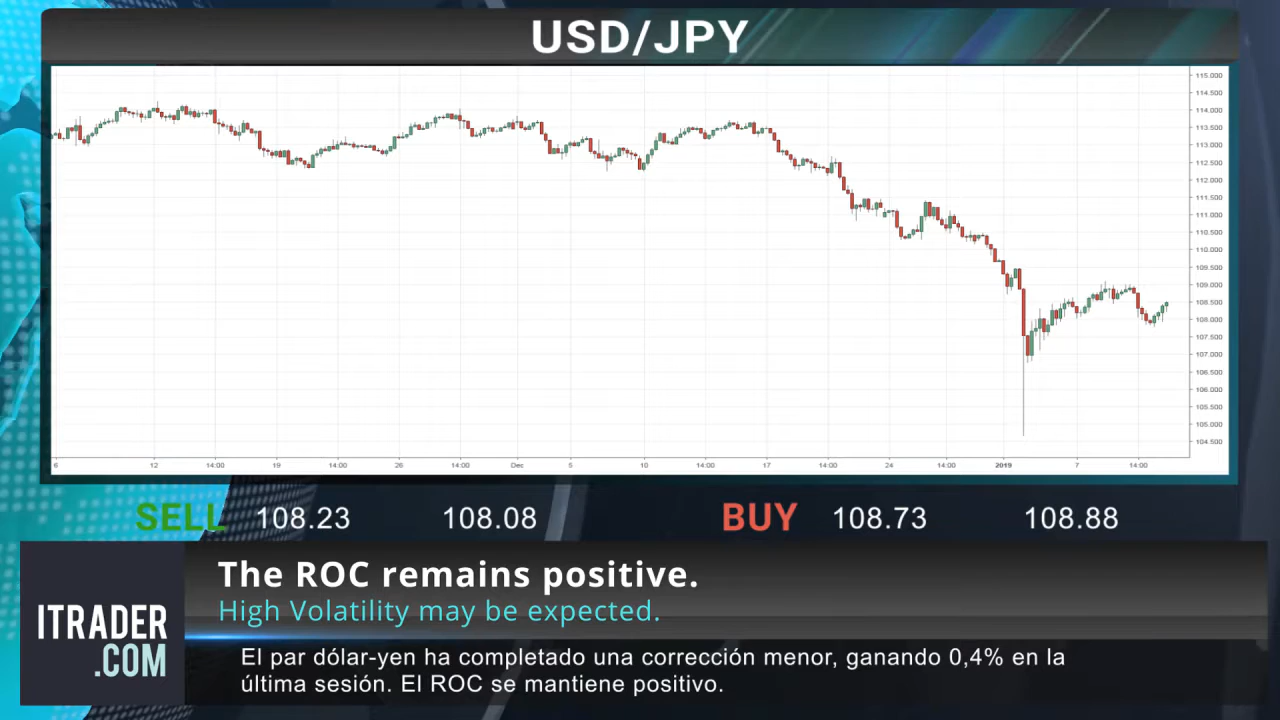 USD/JPY
115.000
114.500
114.000
113.500
113.000
112.500
112.000
111.500
111.000
110.500
110.000
109.500
109.000
108.500
108.000
107.500
107.000
106.500
106.000
105.500
105.000
104.500
6 12 14:00 19 14:00 26 14:00 Dec 5 10 14:00 17 14:00 24 14:00 2019 7 14:00
SELL 108.23 108.08 BUY 108.73 108.88
The ROC remains positive.
High Volatility may be expected.
ITRADER
.COM
El par dólar-yen ha completado una corrección menor, ganando 0,4% en la
última sesión. El ROC se mantiene positivo.